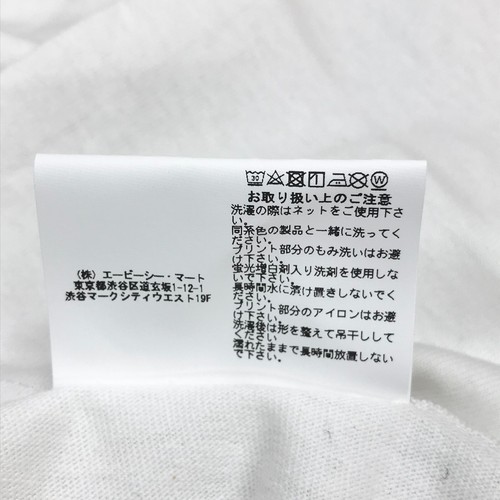 (株) エービーシー・マート
東京都渋谷区道玄坂1-12-1
渋谷マークシティウエスト19F
30
W
お取り扱い上のご注意
洗濯の際はネットをご使用下さ
い。
同系色の製品と一緒に洗ってく
ださい。
プリント部分のもみ洗いはお避
け下さい。
蛍光増白剤入り洗剤を使用しな
いで下さい。
長時間水に漬け置きしないでく
ださい。
プリント部分のアイロンはお避
け下さい。
洗濯後は形を整えて吊干しして
ください
濡れたままで長時間放置しない
で下さい。